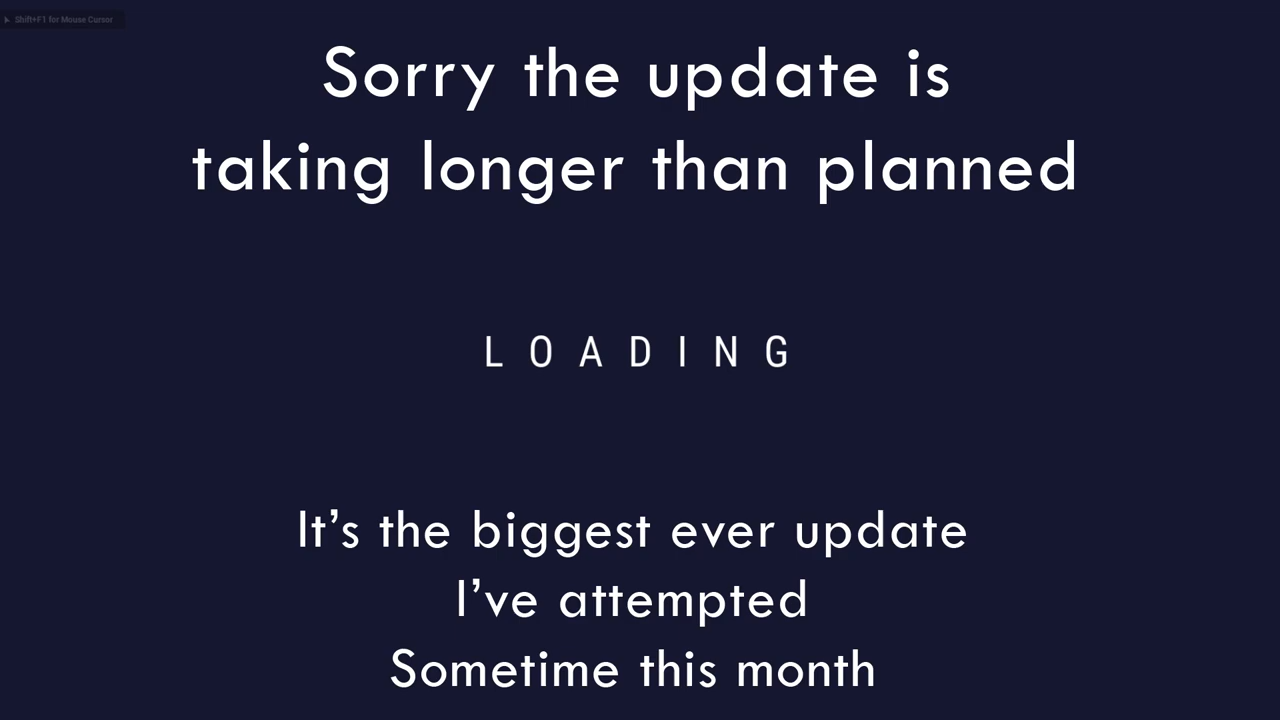 Shift+F1 for Mouse Cursor
Sorry the update is
taking longer than planned
LOADING
It’s the biggest ever update
I’ve attempted
Sometime this month